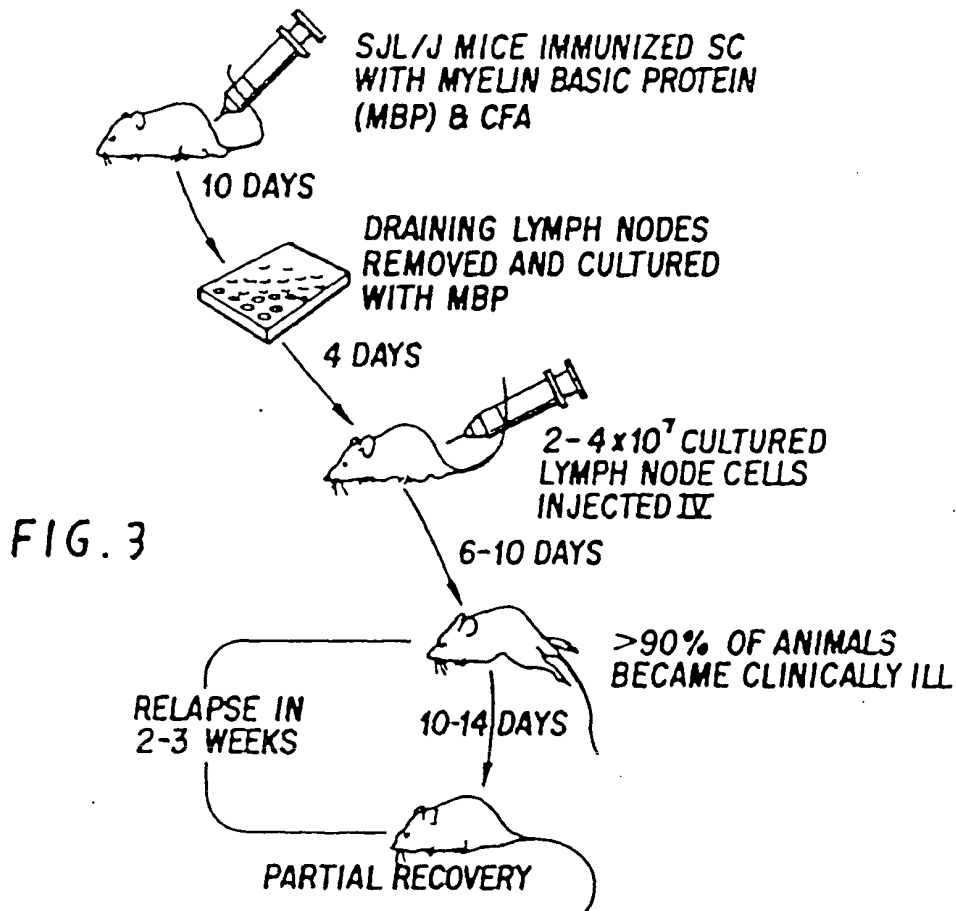 SJL/J MICE IMMUNIZED SC
WITH MYELIN BASIC PROTEIN
(MBP) & CFA
10 DAYS
DRAINING LYMPH NODES
REMOVED AND CULTURED
WITH MBP
4 DAYS
2-4x10⁷ CULTURED
LYMPH NODE CELLS
INJECTED IV
FIG. 3
6-10 DAYS
>90% OF ANIMALS
BECAME CLINICALLY ILL
RELAPSE IN
2-3 WEEKS
10-14 DAYS
PARTIAL RECOVERY